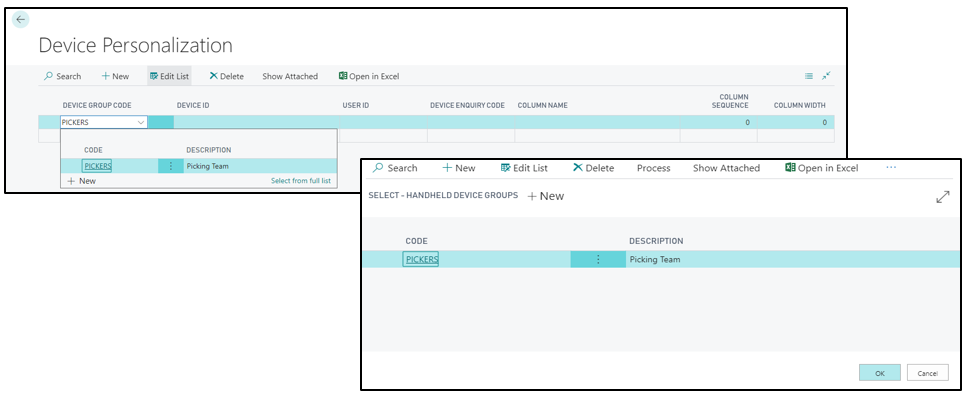 Device Personalization
Search New Edit List Delete Show Attached Open in Excel
DEVICE GROUP CODE DEVICE ID USER ID DEVICE ENQUIRY CODE COLUMN NAME COLUMN SEQUENCE COLUMN WIDTH
PICKERS 0 0
CODE DESCRIPTION
PICKERS Picking Team
+ New Select from full list
Search + New Edit List Delete Process Show Attached Open in Excel ...
SELECT - HANDHELD DEVICE GROUPS + New
CODE DESCRIPTION
PICKERS Picking Team
OK Cancel